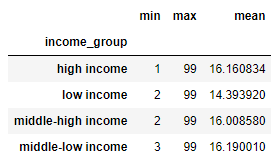 min max mean
income_group
high income 1 99 16.160834
low income 2 99 14.393920
middle-high income 2 99 16.008580
middle-low income 3 99 16.190010